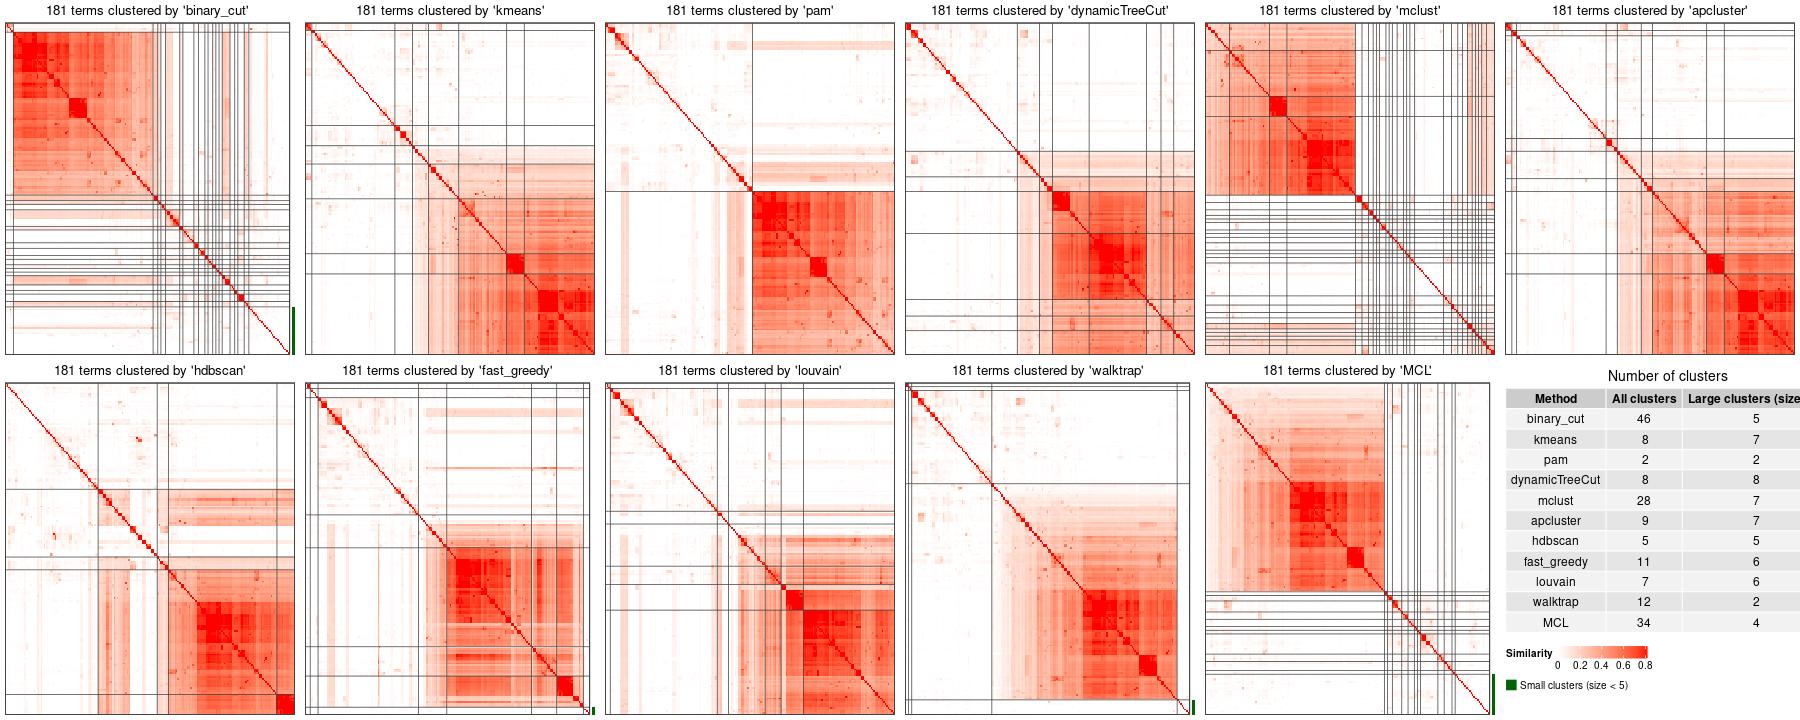 181 terms clustered by 'binary_cut'
181 terms clustered by 'kmeans'
181 terms clustered by 'pam'
181 terms clustered by 'dynamicTreeCut'
181 terms clustered by 'mclust'
181 terms clustered by 'apcluster'
181 terms clustered by 'hdbscan'
181 terms clustered by 'fast_greedy'
181 terms clustered by 'louvain'
181 terms clustered by 'walktrap'
181 terms clustered by 'MCL'
Number of clusters
Method All clusters Large clusters (size
binary_cut 46 5
kmeans 8 7
pam 2 2
dynamicTreeCut 8 8
mclust 28 7
apcluster 9 7
hdbscan 5 5
fast_greedy 11 6
louvain 7 6
walktrap 12 2
MCL 34 4
Similarity
0 0.2 0.4 0.6 0.8
Small clusters (size < 5)